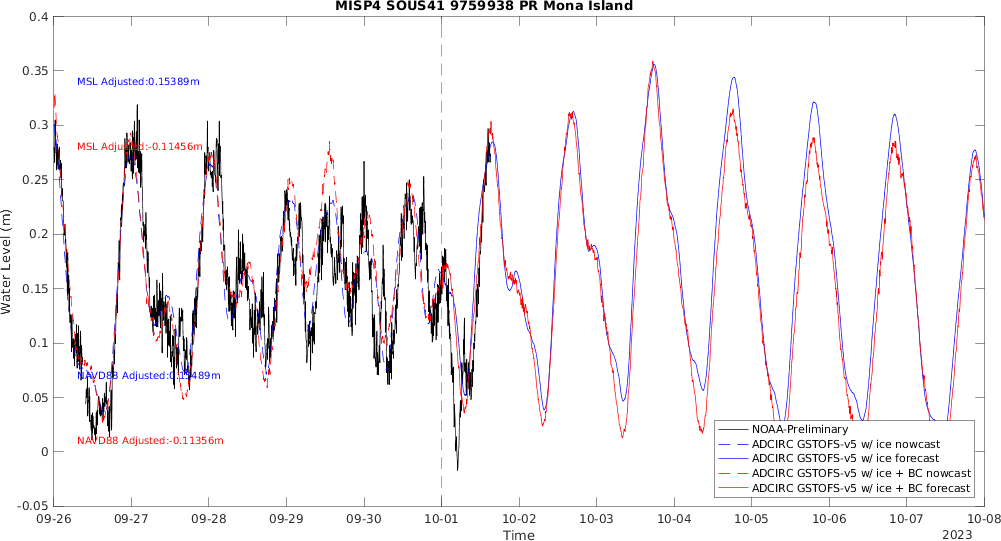 MISP4 SOUS41 9759938 PR Mona Island
0.4
0.35
0.3
0.25
0.2
0.15
0.1
0.05
0
-0.05
Water Level (m)
MSL Adjusted:0.15389m
MSL Adjusted:-0.11456m
NAVD88 Adjusted:0.15489m
NAVD88 Adjusted:-0.11356m
NOAA-Preliminary
ADCIRC GSTOFS-v5 w/ ice nowcast
ADCIRC GSTOFS-v5 w/ ice forecast
ADCIRC GSTOFS-v5 w/ ice + BC nowcast
ADCIRC GSTOFS-v5 w/ ice + BC forecast
09-26 09-27 09-28 09-29 09-30 10-01 10-02 10-03 10-04 10-05 10-06 10-07 10-08
Time
2023